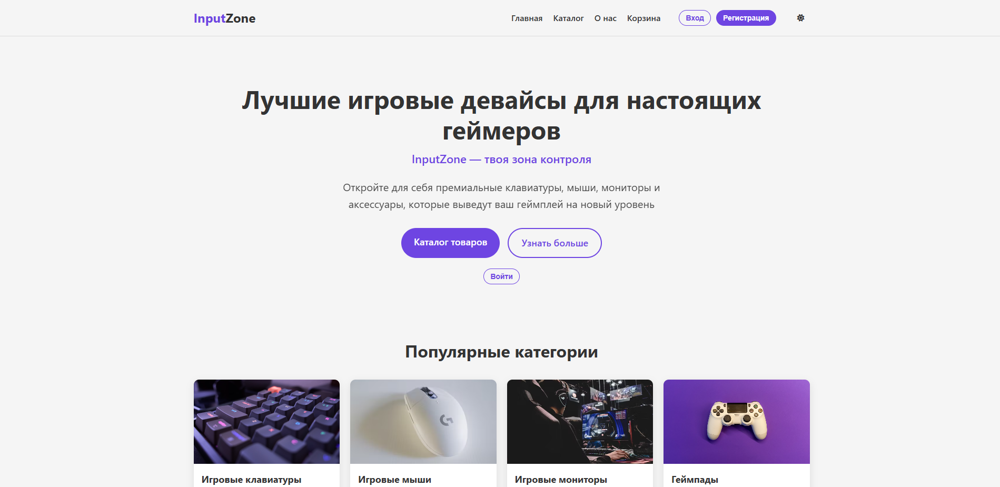 InputZone
Главная Каталог О нас Корзина Вход Регистрация
Лучшие игровые девайсы для настоящих
геймеров
InputZone — твоя зона контроля
Откройте для себя премиальные клавиатуры, мыши, мониторы и
аксессуары, которые выведут ваш геймплей на новый уровень
Каталог товаров Узнать больше
Войти
Популярные категории
Игровые клавиатуры Игровые мыши Игровые мониторы Геймпады